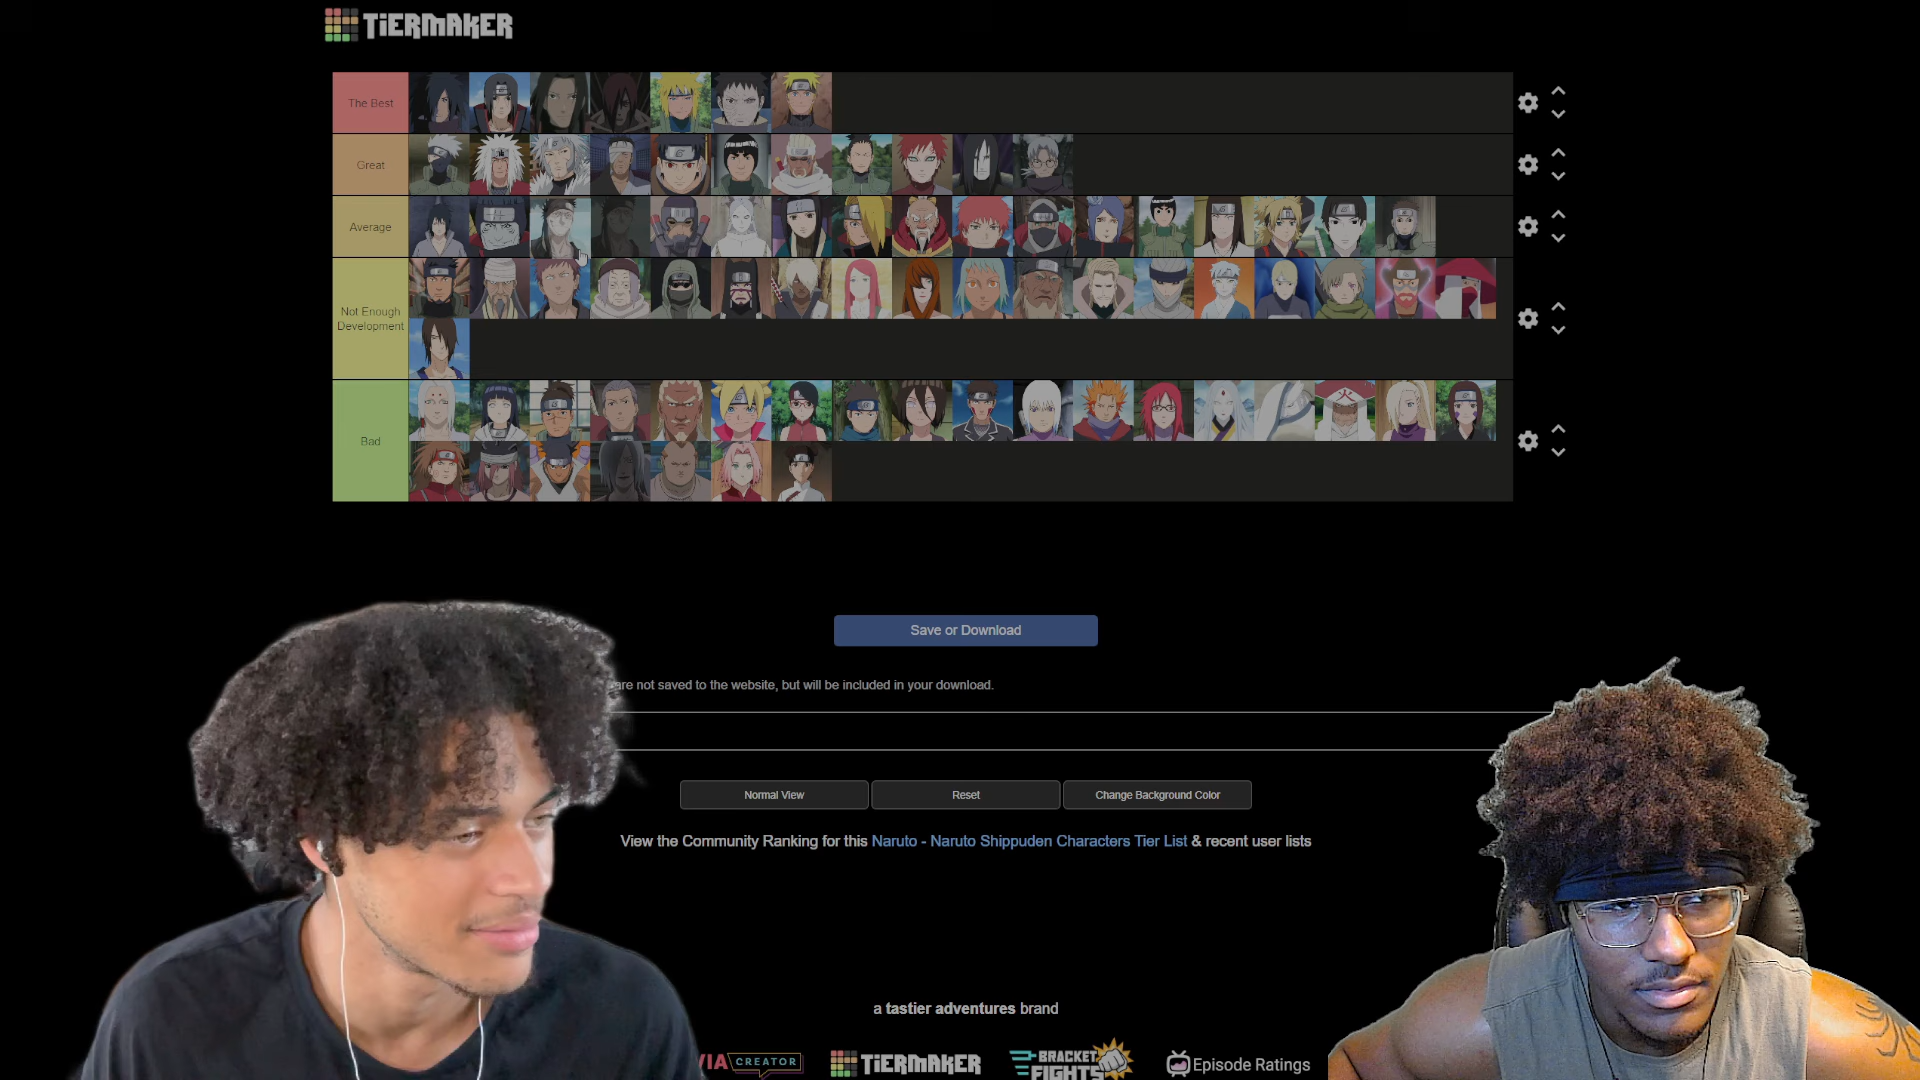 TiERMAKER
The Best
Great
Average
Not Enough
Development
Bad
Save or Download
are not saved to the website, but will be included in your download.
Normal View
Reset
Change Background Color
View the Community Ranking for this Naruto - Naruto Shippuden Characters Tier List & recent user lists
a tastier adventures brand
VIA CREATOR
TiERMAKER
BRACKET
FIGHTS
Episode Ratings